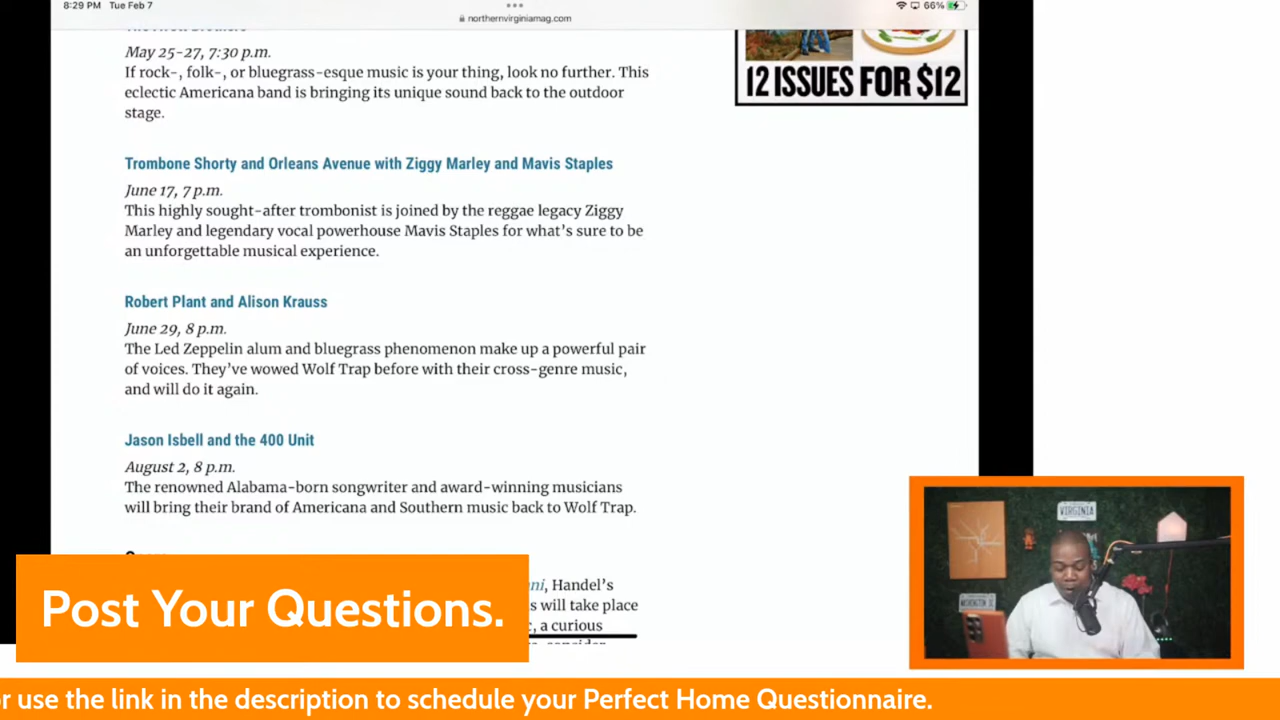 8:29 PM Tue Feb 7
northernvirginiamag.com
66%
May 25-27, 7:30 p.m.
If rock-, folk-, or bluegrass-esque music is your thing, look no further. This
eclectic Americana band is bringing its unique sound back to the outdoor
stage.
12 ISSUES FOR $12
Trombone Shorty and Orleans Avenue with Ziggy Marley and Mavis Staples
June 17, 7 p.m.
This highly sought-after trombonist is joined by the reggae legacy Ziggy
Marley and legendary vocal powerhouse Mavis Staples for what's sure to be
an unforgettable musical experience.
Robert Plant and Alison Krauss
June 29, 8 p.m.
The Led Zeppelin alum and bluegrass phenomenon make up a powerful pair
of voices. They've wowed Wolf Trap before with their cross-genre music,
and will do it again.
Jason Isbell and the 400 Unit
August 2, 8 p.m.
The renowned Alabama-born songwriter and award-winning musicians
will bring their brand of Americana and Southern music back to Wolf Trap.
, Handel's
will take place
, a curious
VIRGINIA
Post Your Questions.
use the link in the description to schedule your Perfect Home Questionnaire.